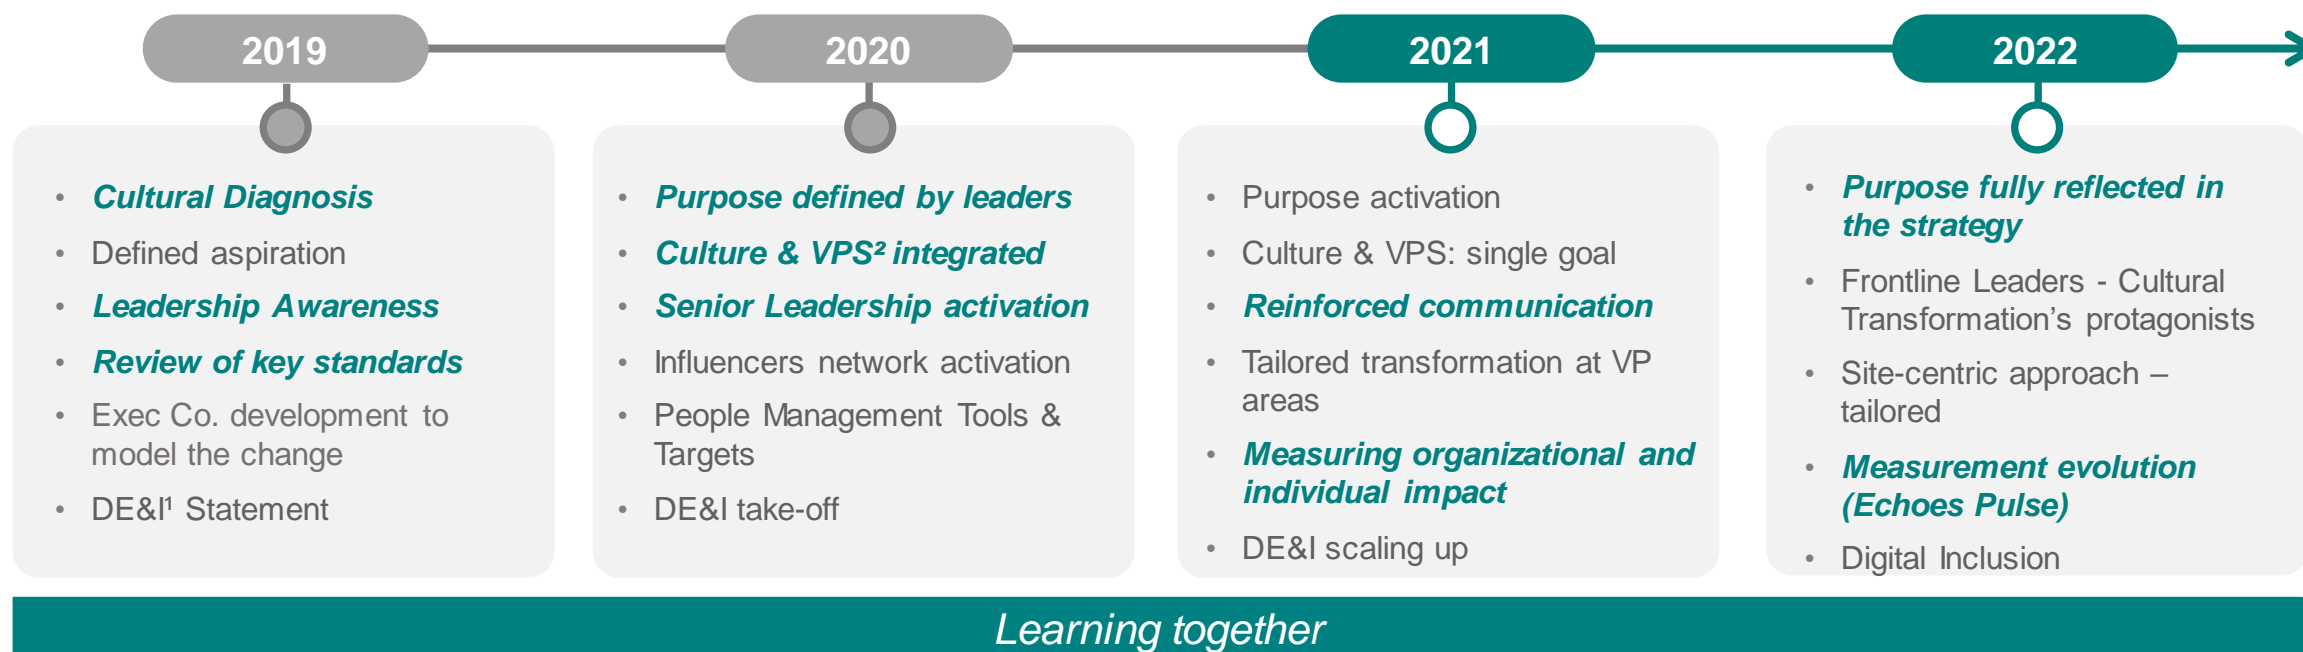 2019
• Cultural Diagnosis
• Defined aspiration
• Leadership Awareness
• Review of key standards
• Exec Co. development to
model the change
• DE&I¹ Statement
2020
• Purpose defined by leaders
• Culture & VPS² integrated
• Senior Leadership activation
• Influencers network activation
• People Management Tools &
Targets
• DE&I take-off
2021
• Purpose activation
• Culture & VPS: single goal
• Reinforced communication
• Tailored transformation at VP
areas
• Measuring organizational and
individual impact
• DE&I scaling up
2022
• Purpose fully reflected in
the strategy
• Frontline Leaders - Cultural
Transformation’s protagonists
• Site-centric approach –
tailored
• Measurement evolution
(Echoes Pulse)
• Digital Inclusion
Learning together